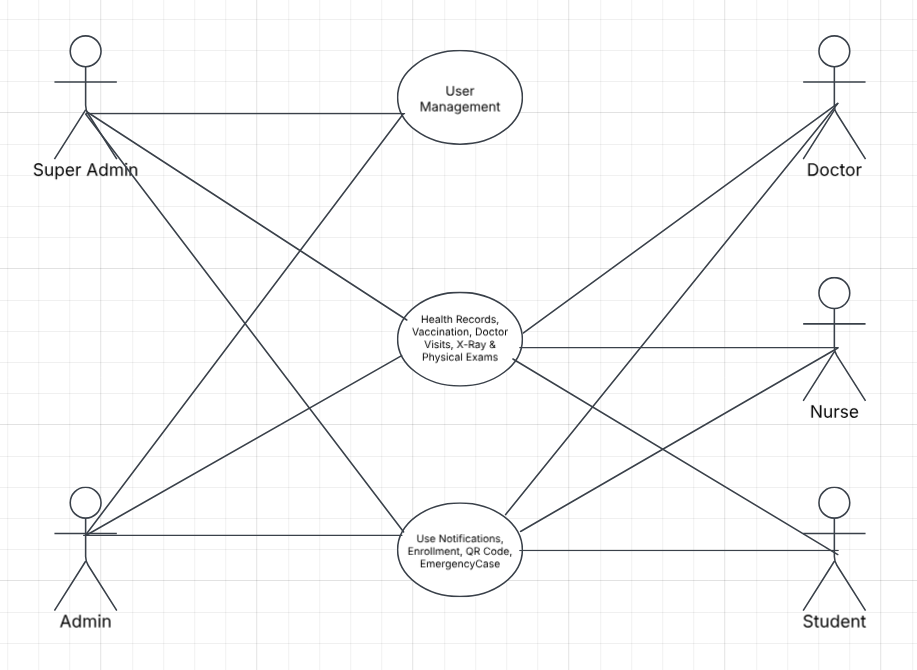 User
Management
Super Admin
Doctor
Health Records,
Vaccination, Doctor
Visits, X-Ray &
Physical Exams
Nurse
Use Notifications,
Enrollment, QR Code,
EmergencyCase
Admin
Student